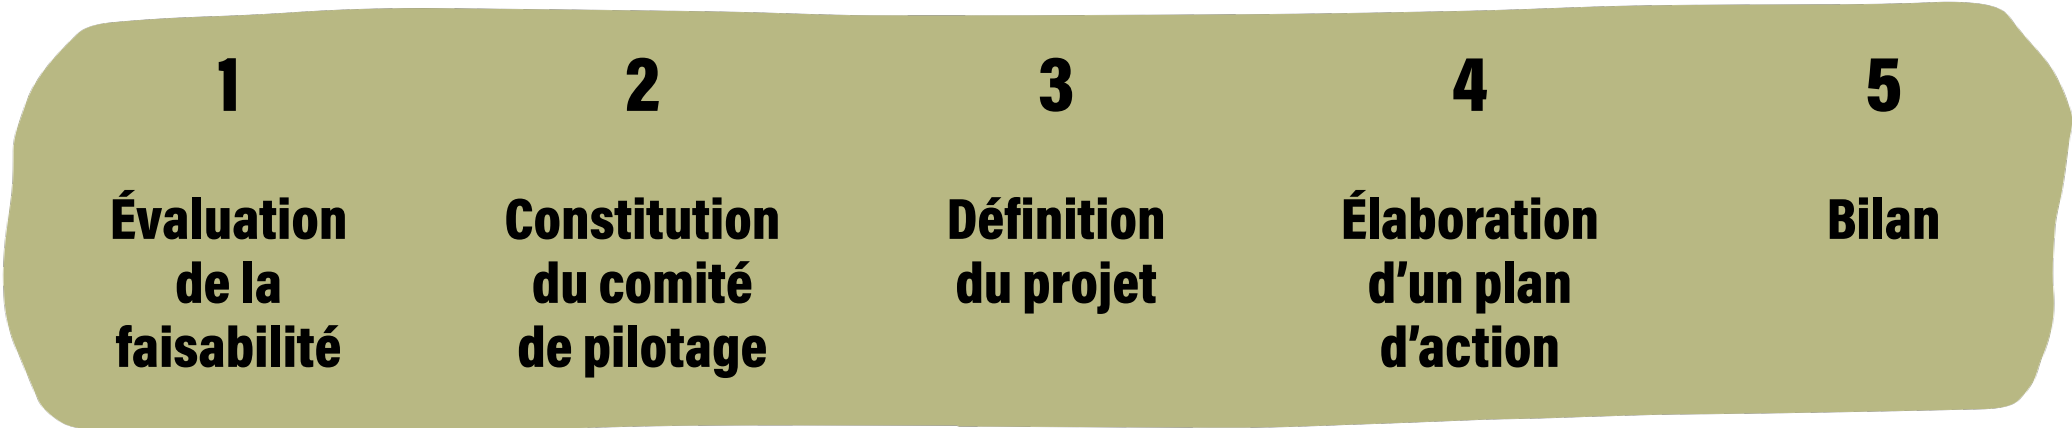 1
Évaluation
de la
faisabilité
2
Constitution
du comité
de pilotage
3
Définition
du projet
4
Élaboration
d’un plan
d’action
5
Bilan